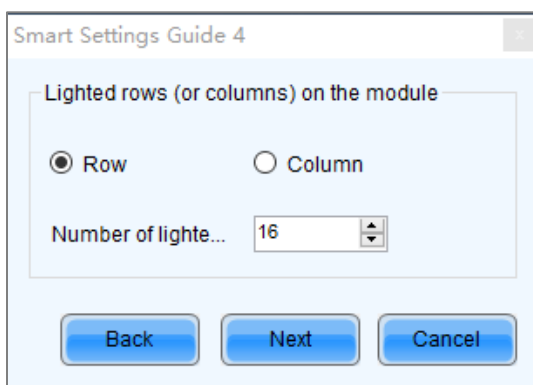 Smart Settings Guide 4
Lighted rows (or columns) on the module
Row Column
Number of lighte... 16
Back Next Cancel